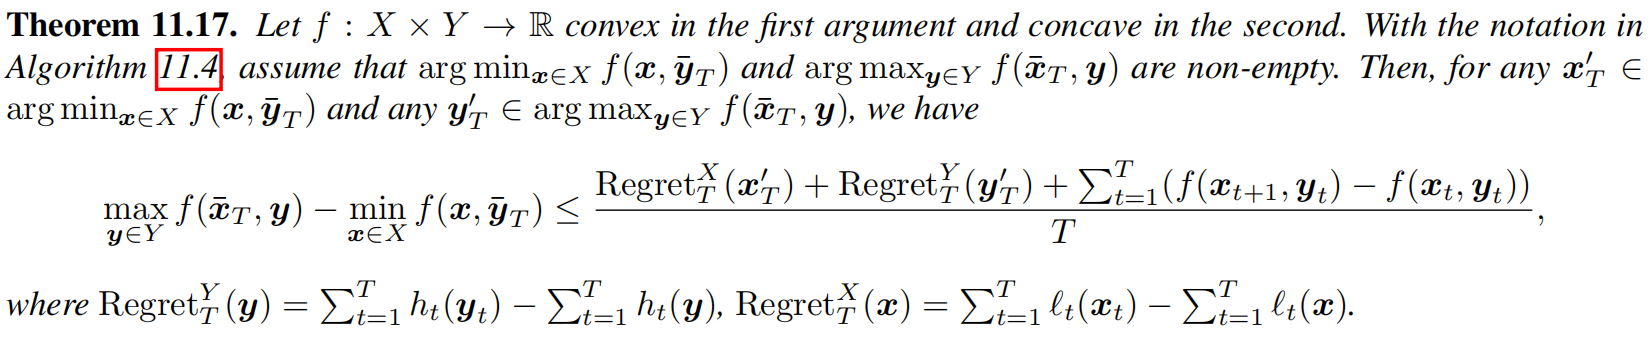 Theorem 11.17. Let f : X × Y → ℝ convex in the first argument and concave in the second. With the notation in
Algorithm 11.4, assume that arg min_{𝒙∈X} f(𝒙, ȳ_T) and arg max_{𝒚∈Y} f(x̄_T, 𝒚) are non-empty. Then, for any 𝒙′_T ∈
arg min_{𝒙∈X} f(𝒙, ȳ_T) and any 𝒚′_T ∈ arg max_{𝒚∈Y} f(x̄_T, 𝒚), we have
max_{𝒚∈Y} f(x̄_T, 𝒚) − min_{𝒙∈X} f(𝒙, ȳ_T) ≤ \frac{Regret_T^X(𝒙′_T) + Regret_T^Y(𝒚′_T) + ∑_{t=1}^T (f(𝒙_{t+1}, 𝒚_t) − f(𝒙_t, 𝒚_t))}{T},
where Regret_T^Y(𝒚) = ∑_{t=1}^T h_t(𝒚_t) − ∑_{t=1}^T h_t(𝒚), Regret_T^X(𝒙) = ∑_{t=1}^T ℓ_t(𝒙_t) − ∑_{t=1}^T ℓ_t(𝒙).